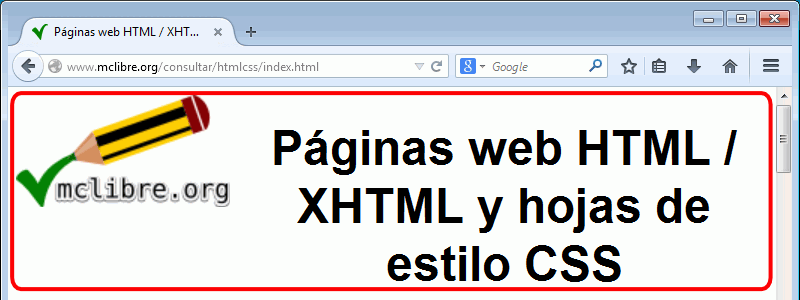 Páginas web HTML / XHT...
www.mclibre.org/consultar/htmlcss/index.html
8 Google
mclibre.org
Páginas web HTML /
XHTML y hojas de
estilo CSS